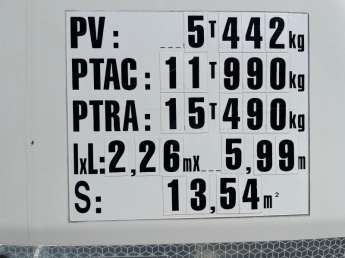 PV: 5T442kg
PTAC: 11T990kg
PTRA: 15T490kg
lxL: 2,26mx 5,99m
S: 13,54m²